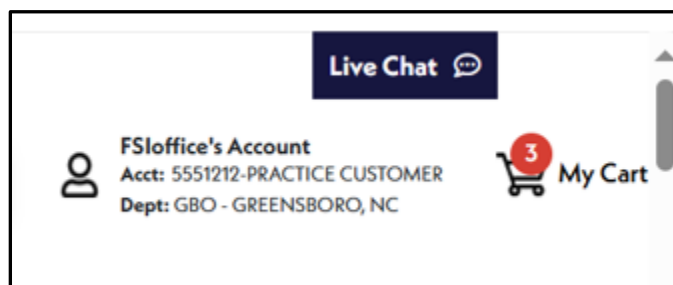 Live Chat
FSIoffice's Account
Acct: 5551212-PRACTICE CUSTOMER
Dept: GBO - GREENSBORO, NC
3
My Cart